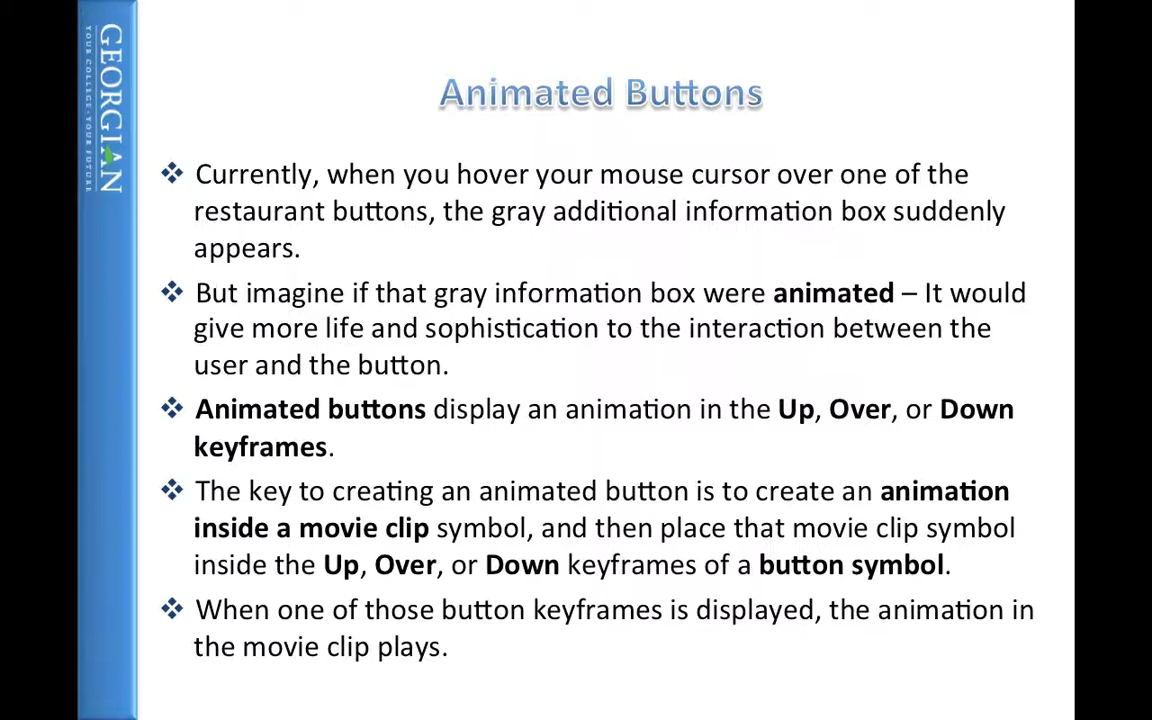 GEORGIAN
YOUR COLLEGE · YOUR FUTURE
Animated Buttons
❖ Currently, when you hover your mouse cursor over one of the
restaurant buttons, the gray additional information box suddenly
appears.
❖ But imagine if that gray information box were animated – It would
give more life and sophistication to the interaction between the
user and the button.
❖ Animated buttons display an animation in the Up, Over, or Down
keyframes.
❖ The key to creating an animated button is to create an animation
inside a movie clip symbol, and then place that movie clip symbol
inside the Up, Over, or Down keyframes of a button symbol.
❖ When one of those button keyframes is displayed, the animation in
the movie clip plays.